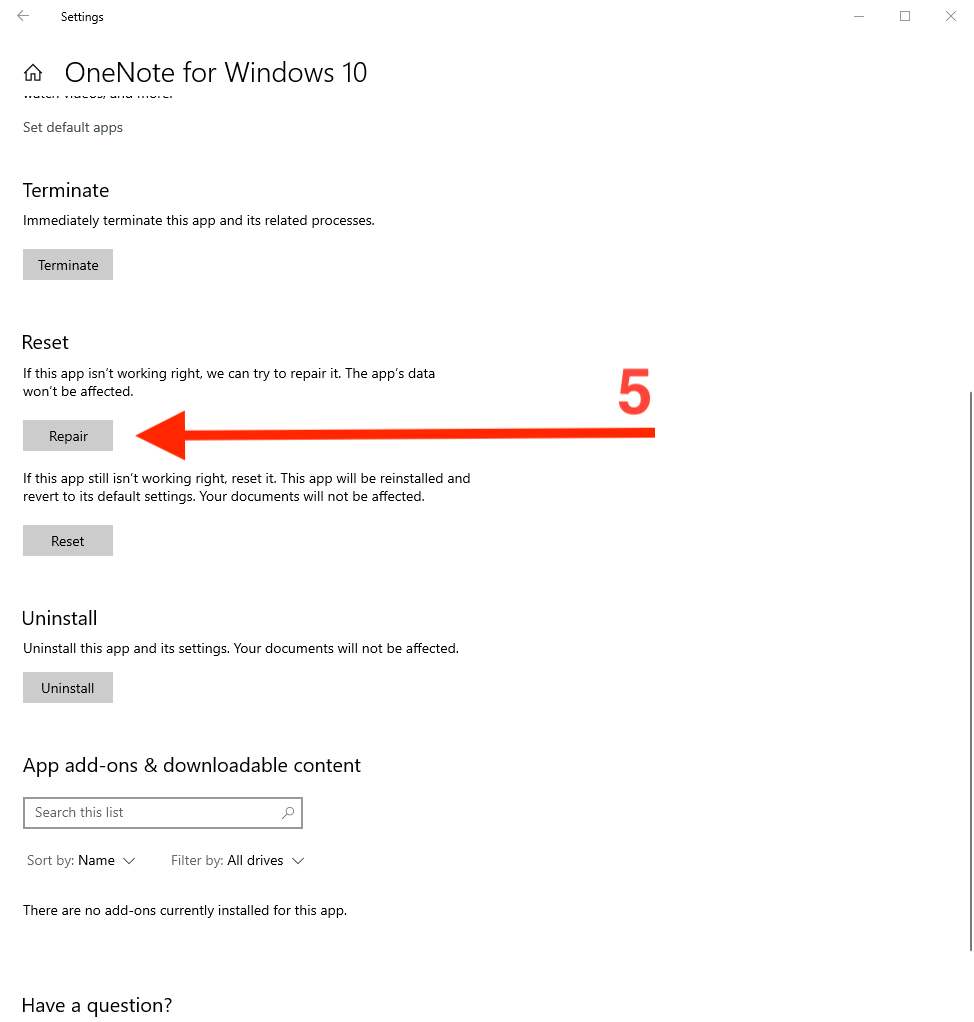 Settings
OneNote for Windows 10
watch videos, and more.
Set default apps
Terminate
Immediately terminate this app and its related processes.
Terminate
Reset
If this app isn’t working right, we can try to repair it. The app’s data
won’t be affected.
5
Repair
If this app still isn’t working right, reset it. This app will be reinstalled and
revert to its default settings. Your documents will not be affected.
Reset
Uninstall
Uninstall this app and its settings. Your documents will not be affected.
Uninstall
App add-ons & downloadable content
Search this list
Sort by: Name Filter by: All drives
There are no add-ons currently installed for this app.
Have a question?